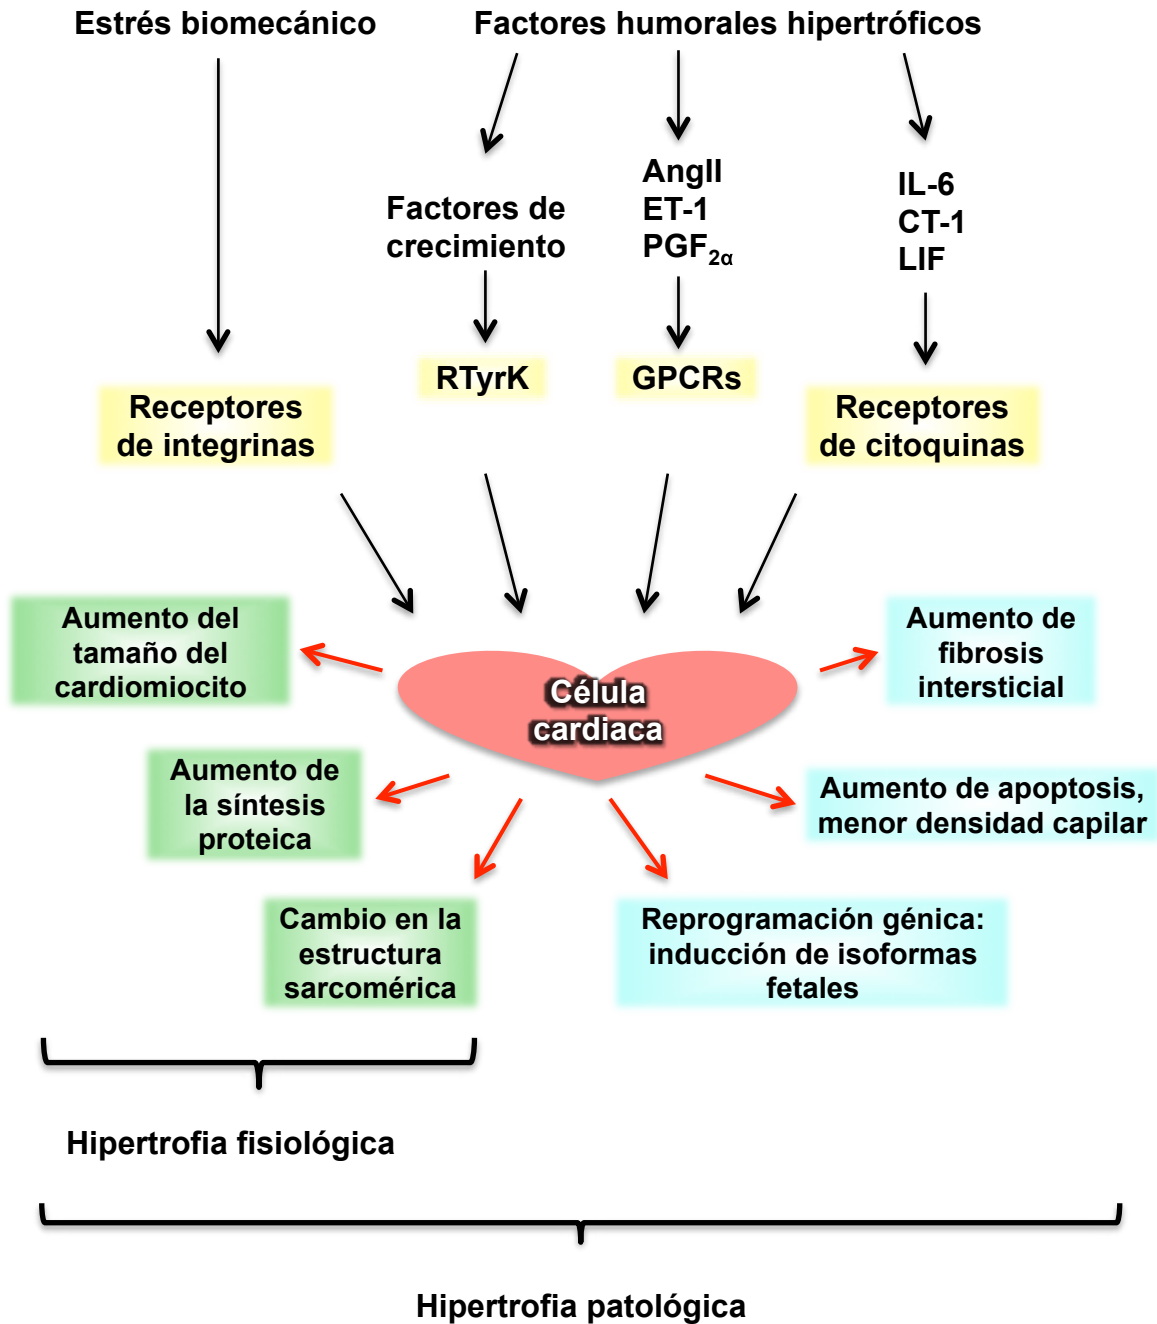 Estrés biomecánico
Factores humorales hipertróficos
Factores de
crecimiento
AngII
ET-1
PGF₂α
IL-6
CT-1
LIF
Receptores
de integrinas
RTyrK
GPCRs
Receptores
de citoquinas
Célula
cardiaca
Aumento del
tamaño del
cardiomiocito
Aumento de
la síntesis
proteica
Cambio en la
estructura
sarcomérica
Aumento de
fibrosis
intersticial
Aumento de apoptosis,
menor densidad capilar
Reprogramación génica:
inducción de isoformas
fetales
Hipertrofia fisiológica
Hipertrofia patológica